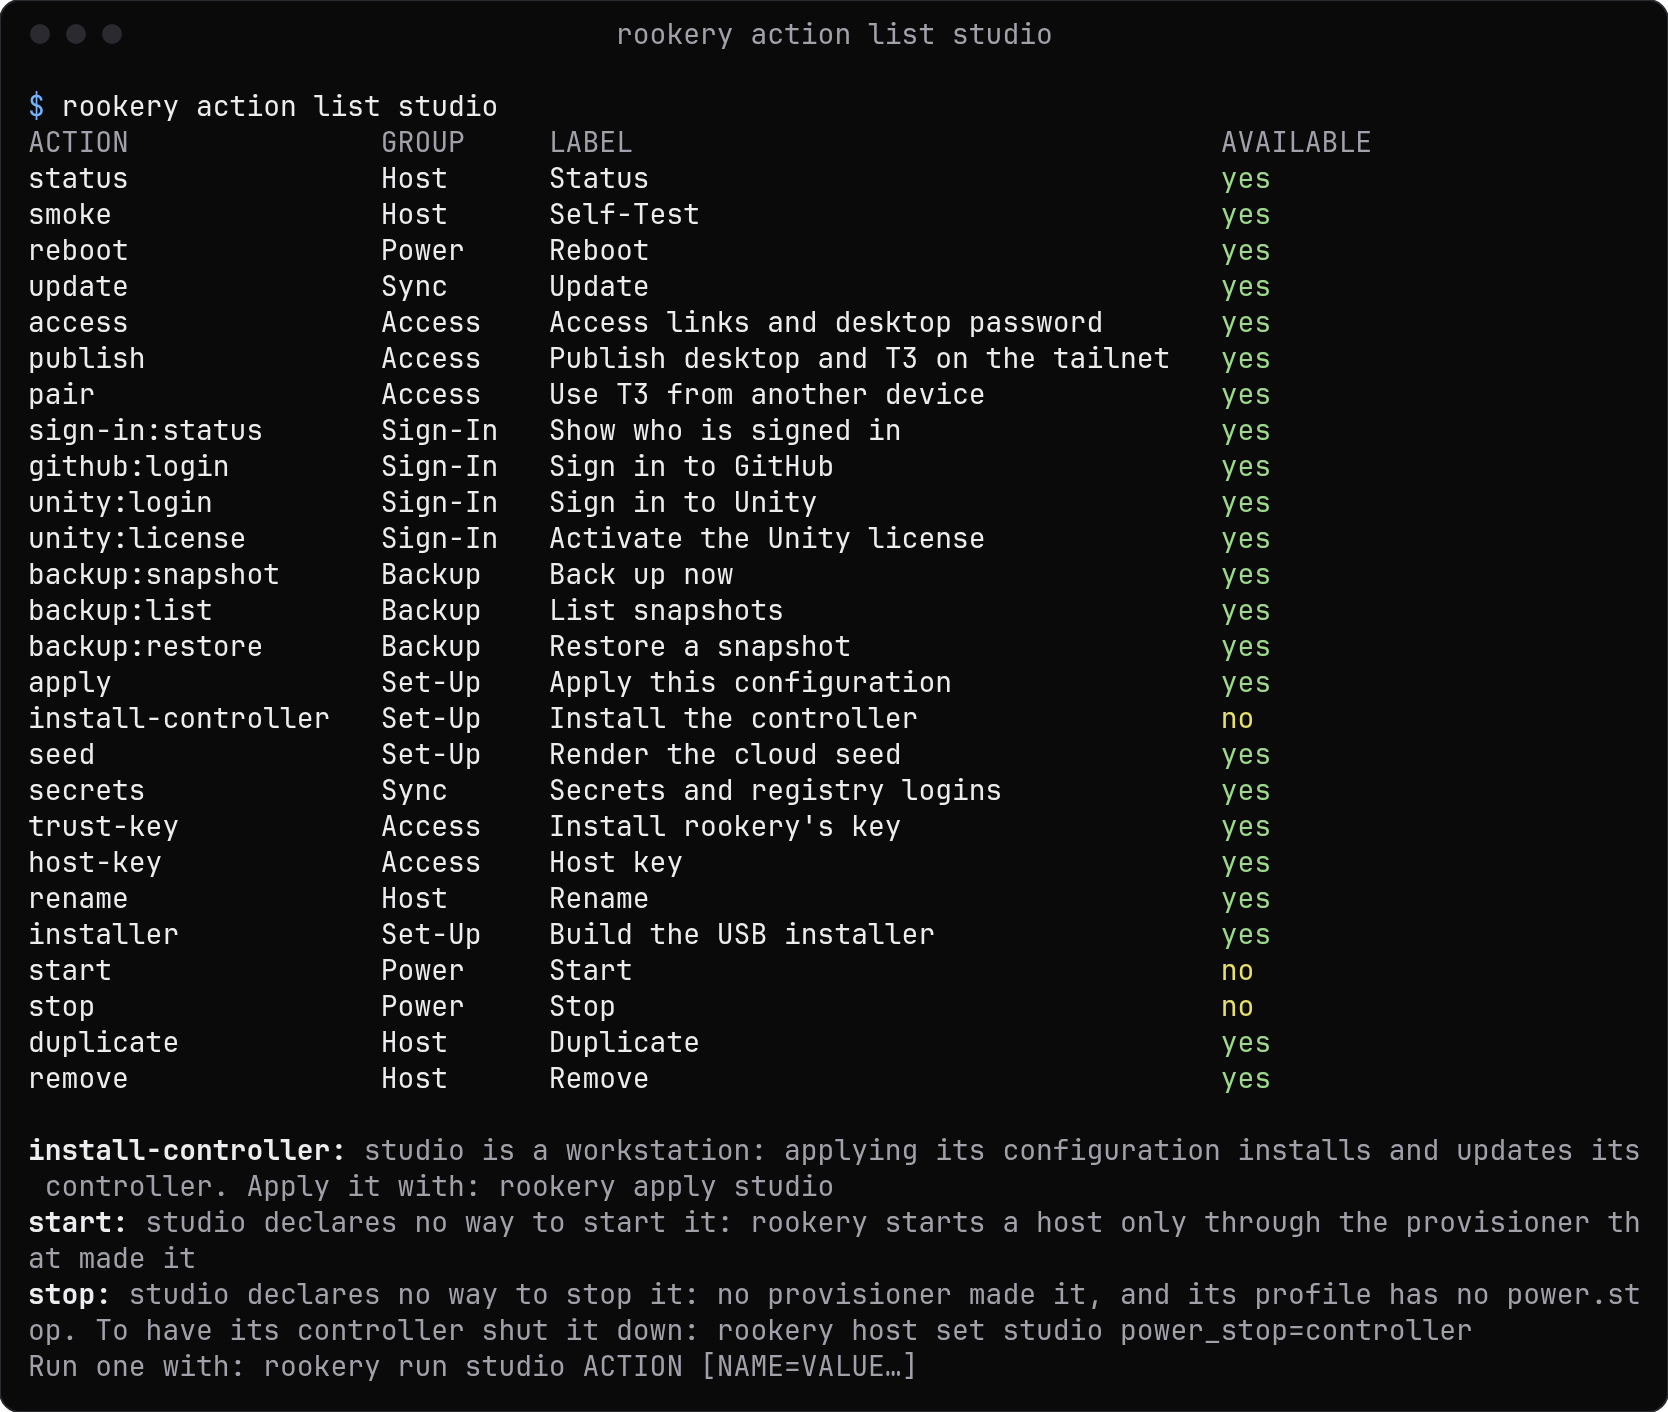 rookery action list studio
$ rookery action list studio
ACTION GROUP LABEL AVAILABLE
status Host Status yes
smoke Host Self-Test yes
reboot Power Reboot yes
update Sync Update yes
access Access Access links and desktop password yes
publish Access Publish desktop and T3 on the tailnet yes
pair Access Use T3 from another device yes
sign-in:status Sign-In Show who is signed in yes
github:login Sign-In Sign in to GitHub yes
unity:login Sign-In Sign in to Unity yes
unity:license Sign-In Activate the Unity license yes
backup:snapshot Backup Back up now yes
backup:list Backup List snapshots yes
backup:restore Backup Restore a snapshot yes
apply Set-Up Apply this configuration yes
install-controller Set-Up Install the controller no
seed Set-Up Render the cloud seed yes
secrets Sync Secrets and registry logins yes
trust-key Access Install rookery's key yes
host-key Access Host key yes
rename Host Rename yes
installer Set-Up Build the USB installer yes
start Power Start no
stop Power Stop no
duplicate Host Duplicate yes
remove Host Remove yes
install-controller: studio is a workstation: applying its configuration installs and updates its
controller. Apply it with: rookery apply studio
start: studio declares no way to start it: rookery starts a host only through the provisioner th
at made it
stop: studio declares no way to stop it: no provisioner made it, and its profile has no power.st
op. To have its controller shut it down: rookery host set studio power_stop=controller
Run one with: rookery run studio ACTION [NAME=VALUE…]